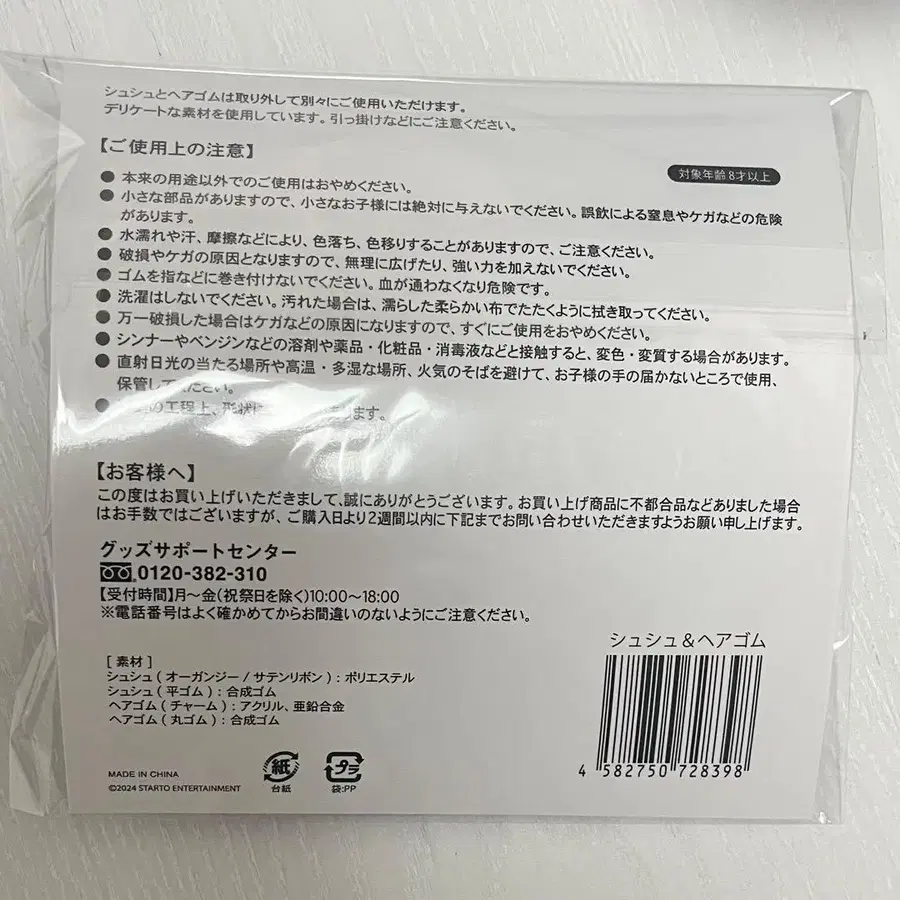 シュシュとヘアゴムは取り外して別々にご使用いただけます。
デリケートな素材を使用しています。引っ掛けなどにご注意ください。
【ご使用上の注意】
対象年齢8才以上
● 本来の用途以外でのご使用はおやめください。
● 小さな部品がありますので、小さなお子様には絶対に与えないでください。誤飲による窒息やケガなどの危険
があります。
● 水濡れや汗、摩擦などにより、色落ち、色移りすることがありますので、ご注意ください。
● 破損やケガの原因となりますので、無理に広げたり、強い力を加えないでください。
● ゴムを指などに巻き付けないでください。血が通わなくなり危険です。
● 洗濯はしないでください。汚れた場合は、濡らした柔らかい布でたたくように拭き取ってください。
● 万一破損した場合はケガなどの原因になりますので、すぐにご使用をおやめください。
● シンナーやベンジンなどの溶剤や薬品・化粧品・消毒液などと接触すると、変色・変質する場合があります。
● 直射日光の当たる場所や高温・多湿な場所、火気のそばを避けて、お子様の手の届かないところで使用、
保管してください。
● の工程上、形状に あります。
【お客様へ】
この度はお買い上げいただきまして、誠にありがとうございます。お買い上げ商品に不都合品などありました場合
はお手数ではございますが、ご購入日より2週間以内に下記までお問い合わせいただきますようお願い申し上げます。
グッズサポートセンター
0120-382-310
【受付時間】月〜金(祝祭日を除く)10:00〜18:00
※電話番号はよく確かめてからお間違いのないようにご注意ください。
シュシュ&ヘアゴム
[ 素材 ]
シュシュ(オーガンジー/サテンリボン):ポリエステル
シュシュ(平ゴム):合成ゴム
ヘアゴム(チャーム):アクリル、亜鉛合金
ヘアゴム(丸ゴム):合成ゴム
4 582750 728398
MADE IN CHINA
©2024 STARTO ENTERTAINMENT
紙
台紙
プラ
袋:PP